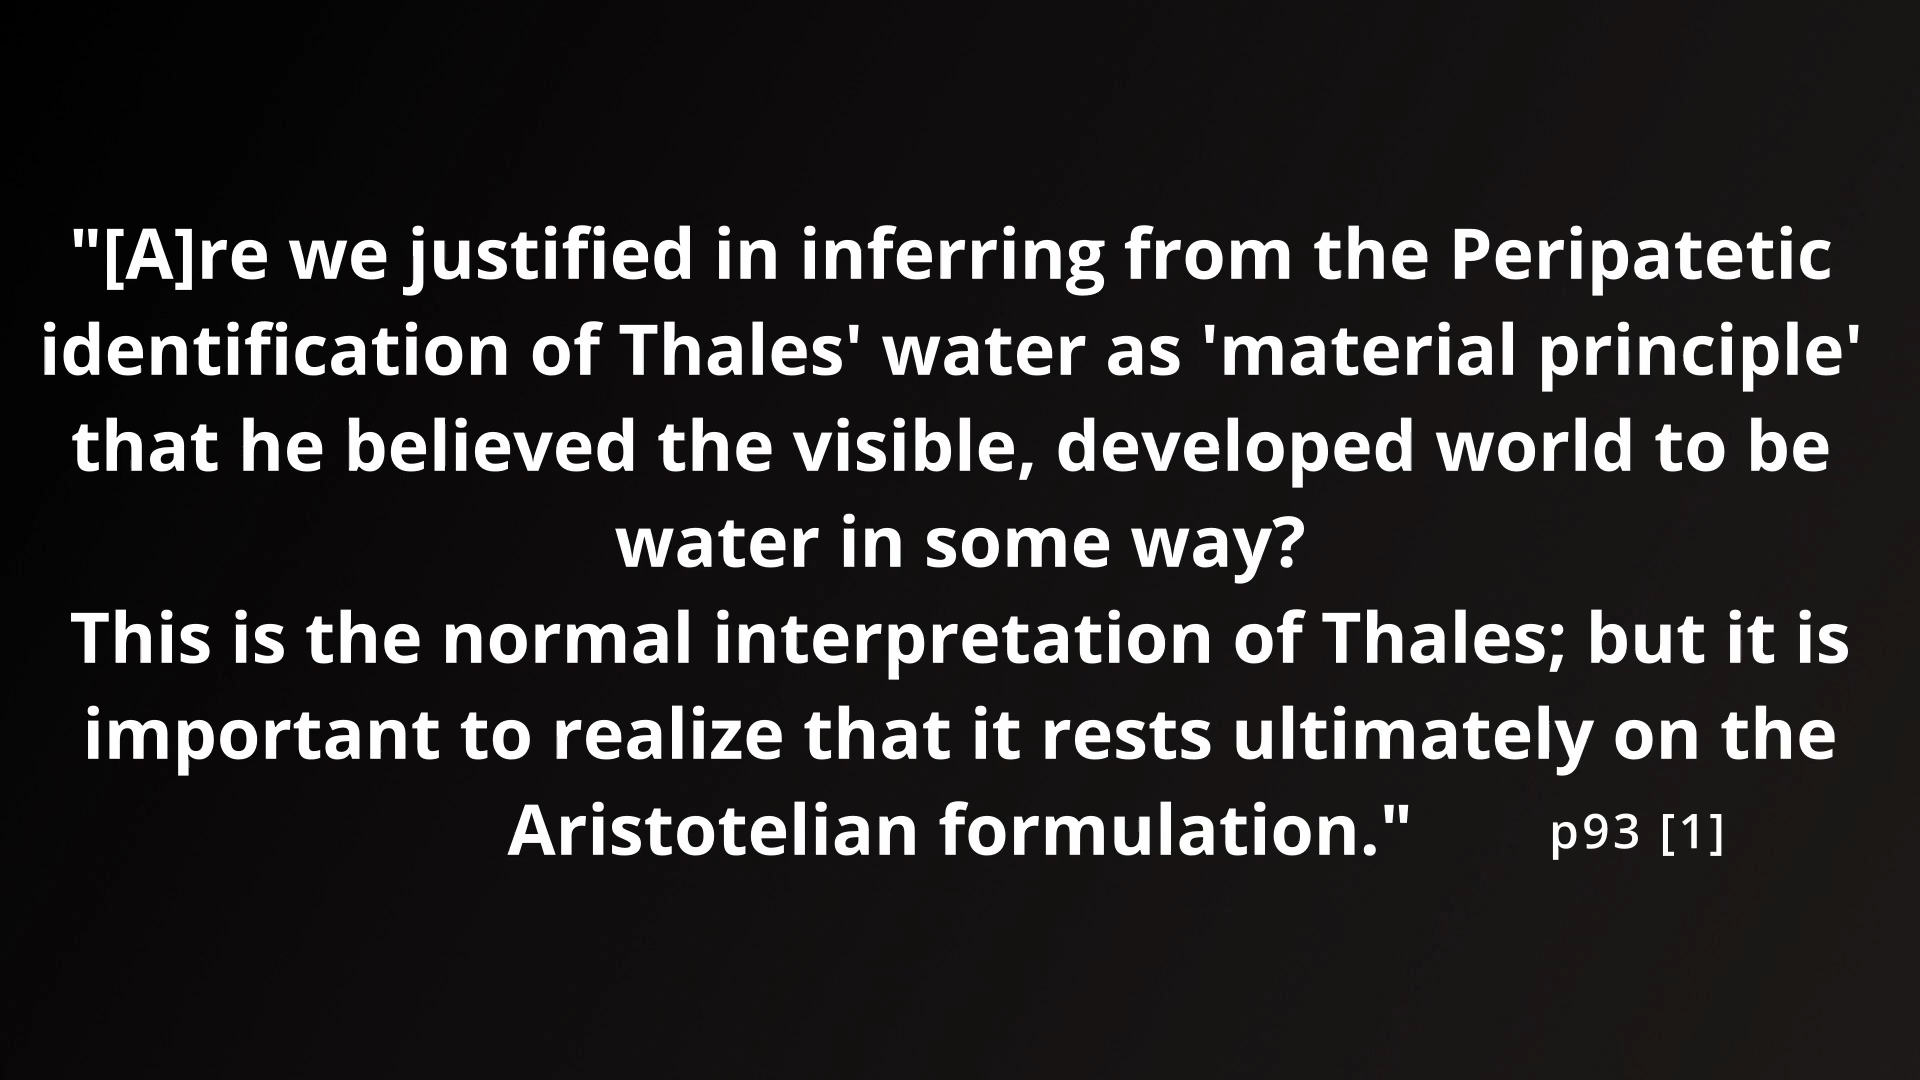 "[A]re we justified in inferring from the Peripatetic
identification of Thales' water as 'material principle'
that he believed the visible, developed world to be
water in some way?
This is the normal interpretation of Thales; but it is
important to realize that it rests ultimately on the
Aristotelian formulation." p93 [1]